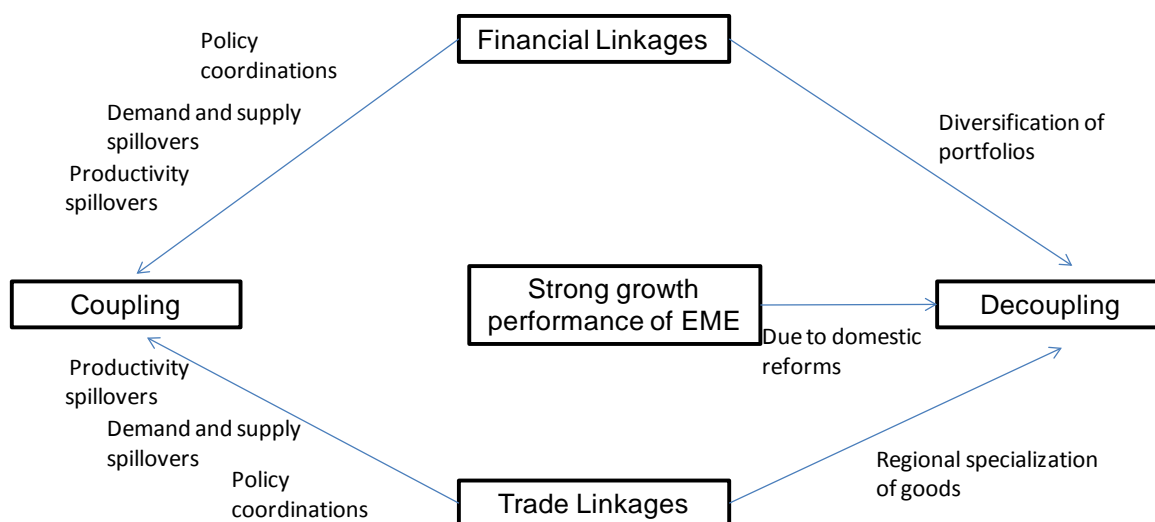 Financial Linkages
Policy
coordinations
Demand and supply
spillovers
Productivity
spillovers
Diversification of
portfolios
Coupling
Strong growth
performance of EME
Due to domestic
reforms
Decoupling
Productivity
spillovers
Demand and supply
spillovers
Policy
coordinations
Trade Linkages
Regional specialization
of goods